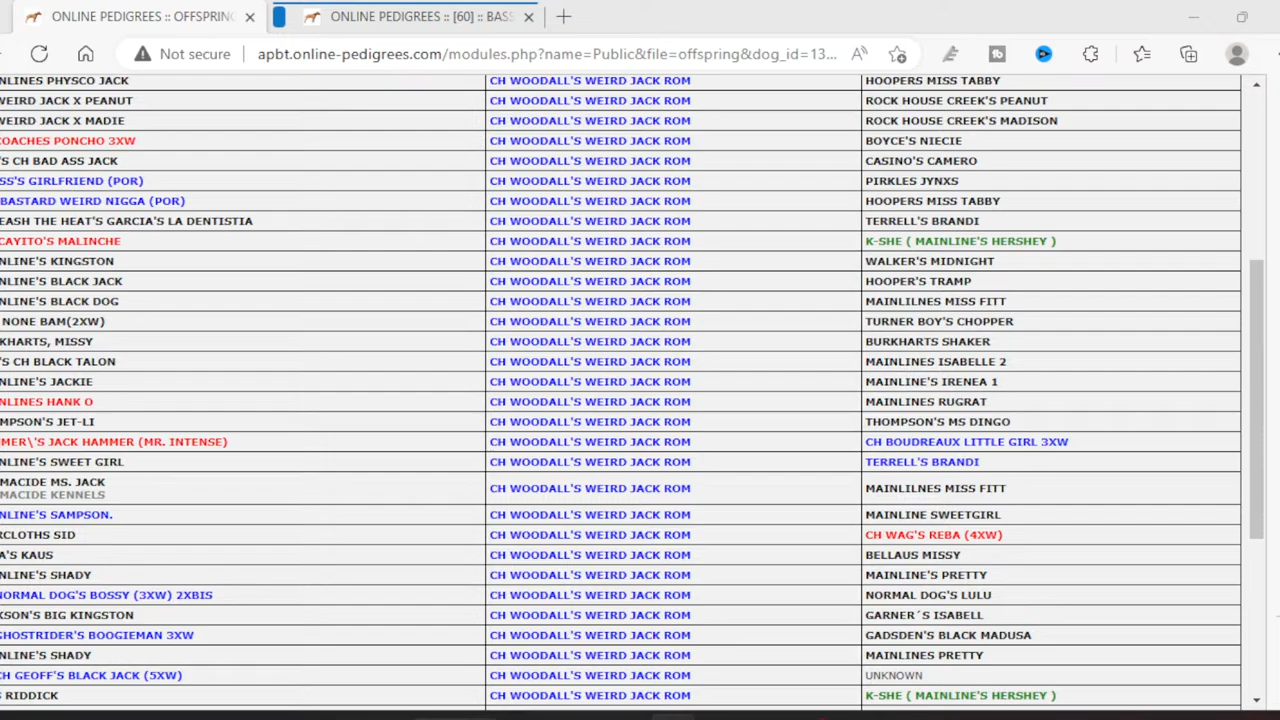 ONLINE PEDIGREES :: OFFSPRING
ONLINE PEDIGREES :: [60] :: BASS
Not secure apbt.online-pedigrees.com/modules.php?name=Public&file=offspring&dog_id=13...
NLINES PHYSCO JACK CH WOODALL'S WEIRD JACK ROM HOOPERS MISS TABBY
WEIRD JACK X PEANUT CH WOODALL'S WEIRD JACK ROM ROCK HOUSE CREEK'S PEANUT
WEIRD JACK X MADIE CH WOODALL'S WEIRD JACK ROM ROCK HOUSE CREEK'S MADISON
COACHES PONCHO 3XW CH WOODALL'S WEIRD JACK ROM BOYCE'S NIECIE
'S CH BAD ASS JACK CH WOODALL'S WEIRD JACK ROM CASINO'S CAMERO
SS'S GIRLFRIEND (POR) CH WOODALL'S WEIRD JACK ROM PIRKLES JYNXS
BASTARD WEIRD NIGGA (POR) CH WOODALL'S WEIRD JACK ROM HOOPERS MISS TABBY
EASH THE HEAT'S GARCIA'S LA DENTISTIA CH WOODALL'S WEIRD JACK ROM TERRELL'S BRANDI
CAYITO'S MALINCHE CH WOODALL'S WEIRD JACK ROM K-SHE ( MAINLINE'S HERSHEY )
NLINE'S KINGSTON CH WOODALL'S WEIRD JACK ROM WALKER'S MIDNIGHT
NLINE'S BLACK JACK CH WOODALL'S WEIRD JACK ROM HOOPER'S TRAMP
NLINE'S BLACK DOG CH WOODALL'S WEIRD JACK ROM MAINLILNES MISS FITT
NONE BAM(2XW) CH WOODALL'S WEIRD JACK ROM TURNER BOY'S CHOPPER
KHARTS, MISSY CH WOODALL'S WEIRD JACK ROM BURKHARTS SHAKER
'S CH BLACK TALON CH WOODALL'S WEIRD JACK ROM MAINLINES ISABELLE 2
NLINE'S JACKIE CH WOODALL'S WEIRD JACK ROM MAINLINE'S IRENEA 1
NLINES HANK O CH WOODALL'S WEIRD JACK ROM MAINLINES RUGRAT
MPSON'S JET-LI CH WOODALL'S WEIRD JACK ROM THOMPSON'S MS DINGO
MER\'S JACK HAMMER (MR. INTENSE) CH WOODALL'S WEIRD JACK ROM CH BOUDREAUX LITTLE GIRL 3XW
NLINE'S SWEET GIRL CH WOODALL'S WEIRD JACK ROM TERRELL'S BRANDI
MACIDE MS. JACK
MACIDE KENNELS CH WOODALL'S WEIRD JACK ROM MAINLILNES MISS FITT
NLINE'S SAMPSON. CH WOODALL'S WEIRD JACK ROM MAINLINE SWEETGIRL
RCLOTHS SID CH WOODALL'S WEIRD JACK ROM CH WAG'S REBA (4XW)
A'S KAUS CH WOODALL'S WEIRD JACK ROM BELLAUS MISSY
NLINE'S SHADY CH WOODALL'S WEIRD JACK ROM MAINLINE'S PRETTY
NORMAL DOG'S BOSSY (3XW) 2XBIS CH WOODALL'S WEIRD JACK ROM NORMAL DOG'S LULU
KSON'S BIG KINGSTON CH WOODALL'S WEIRD JACK ROM GARNER´S ISABELL
GHOSTRIDER'S BOOGIEMAN 3XW CH WOODALL'S WEIRD JACK ROM GADSDEN'S BLACK MADUSA
NLINE'S SHADY CH WOODALL'S WEIRD JACK ROM MAINLINES PRETTY
CH GEOFF'S BLACK JACK (5XW) CH WOODALL'S WEIRD JACK ROM UNKNOWN
S RIDDICK CH WOODALL'S WEIRD JACK ROM K-SHE ( MAINLINE'S HERSHEY )